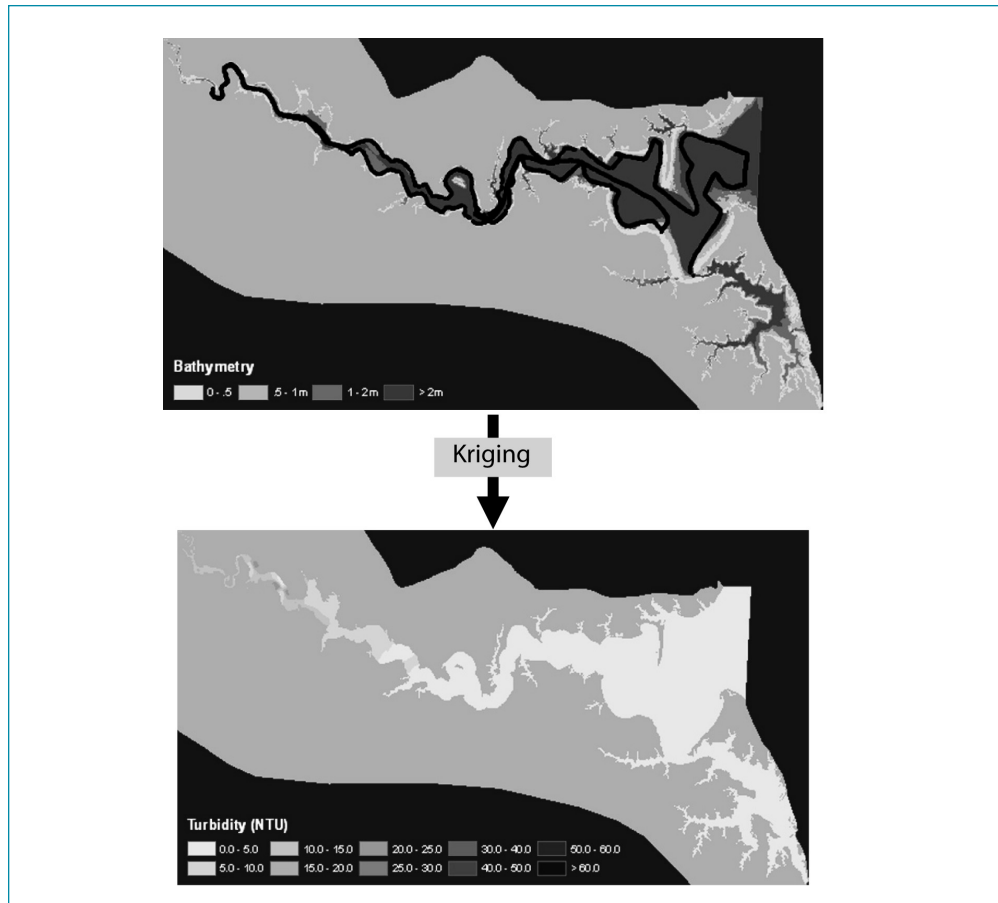 Bathymetry
0 - .5 .5 - 1m 1 - 2m > 2m
Kriging
Turbidity (NTU)
0.0 - 5.0 10.0 - 15.0 20.0 - 25.0 30.0 - 40.0 50.0 - 60.0
5.0 - 10.0 15.0 - 20.0 25.0 - 30.0 40.0 - 50.0 > 60.0